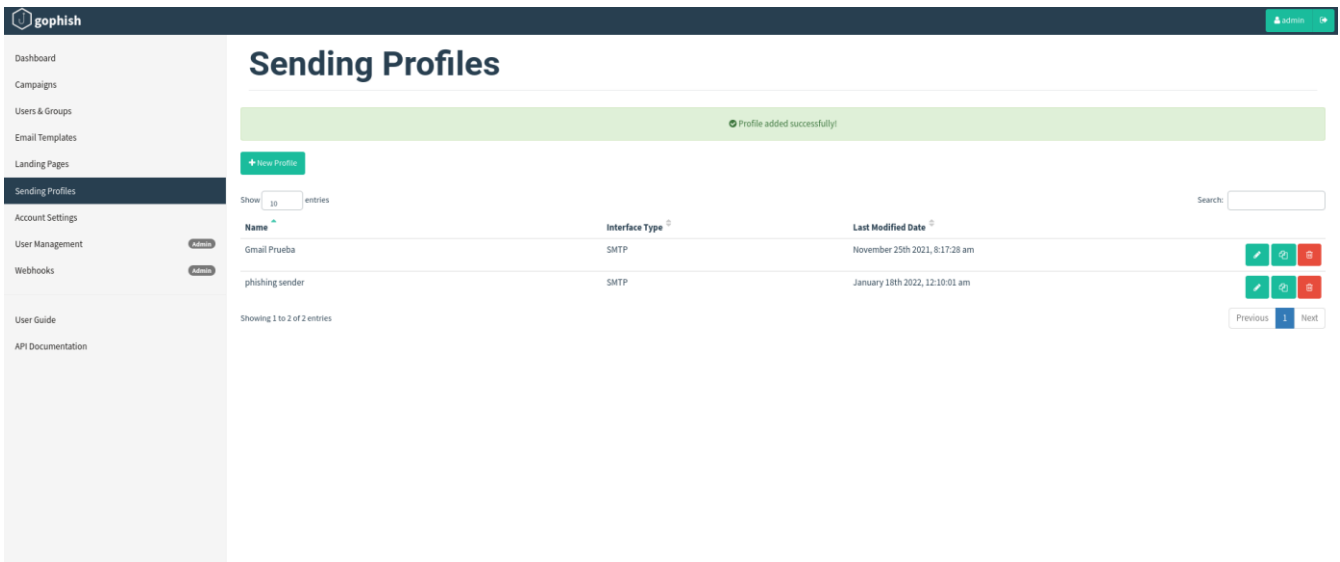 gophish
admin
Dashboard
Campaigns
Users & Groups
Email Templates
Landing Pages
Sending Profiles
Account Settings
User Management Admin
Webhooks Admin
User Guide
API Documentation
Sending Profiles
Profile added successfully!
+ New Profile
Show 10 entries
Search:
Name Interface Type Last Modified Date
Gmail Prueba SMTP November 25th 2021, 8:17:28 am
phishing sender SMTP January 18th 2022, 12:10:01 am
Showing 1 to 2 of 2 entries
Previous 1 Next